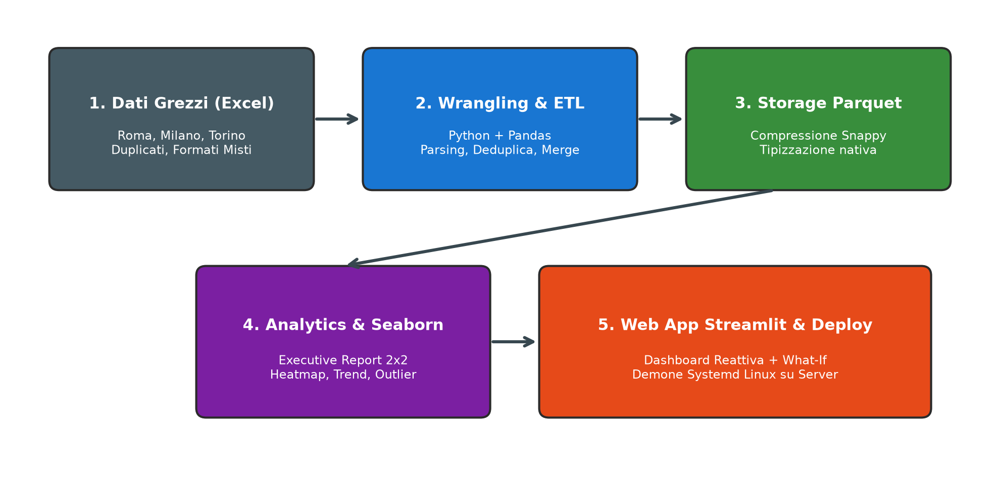 1. Dati Grezzi (Excel)
Roma, Milano, Torino
Duplicati, Formati Misti
2. Wrangling & ETL
Python + Pandas
Parsing, Deduplica, Merge
3. Storage Parquet
Compressione Snappy
Tipizzazione nativa
4. Analytics & Seaborn
Executive Report 2x2
Heatmap, Trend, Outlier
5. Web App Streamlit & Deploy
Dashboard Reattiva + What-If
Demone Systemd Linux su Server